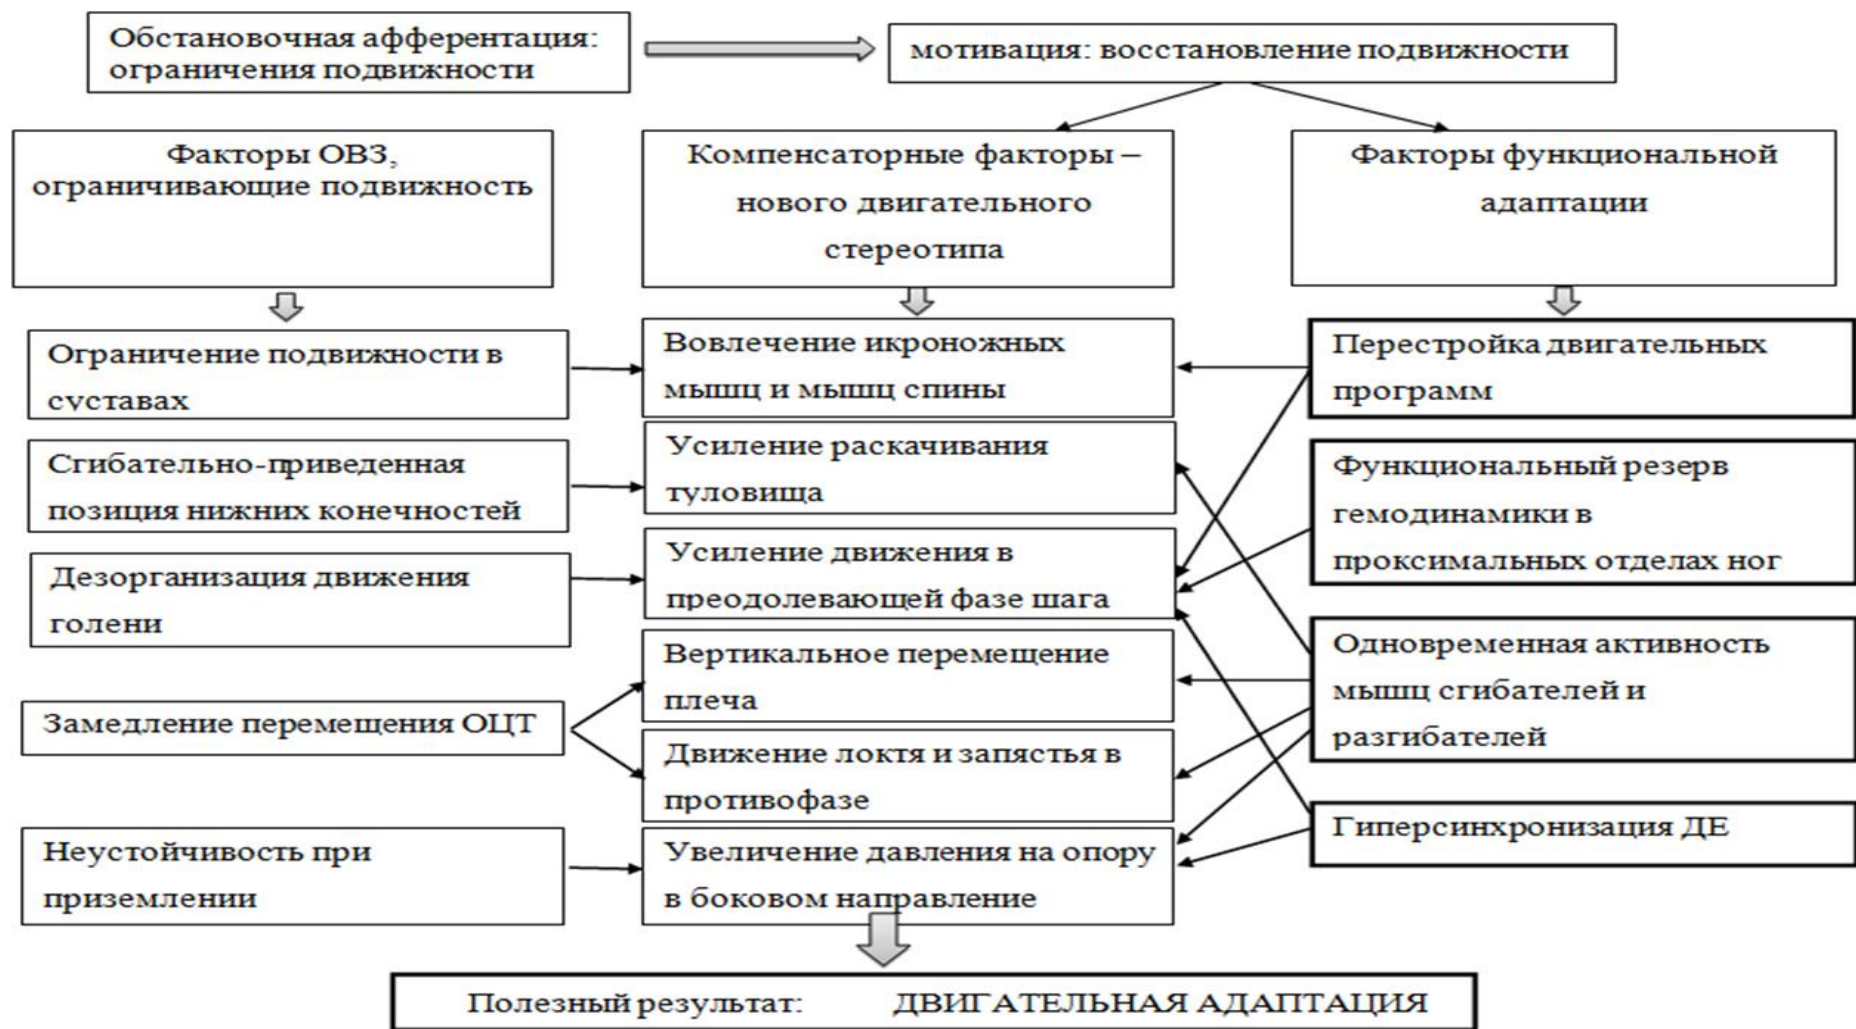 Обстановочная афферентация:
ограничения подвижности
мотивация: восстановление подвижности
Факторы ОВЗ,
ограничивающие подвижность
Компенсаторные факторы –
нового двигательного
стереотипа
Факторы функциональной
адаптации
Ограничение подвижности в
суставах
Сгибательно-приведенная
позиция нижних конечностей
Дезорганизация движения
голени
Замедление перемещения ОЦТ
Неустойчивость при
приземлении
Вовлечение икроножных
мышц и мышц спины
Усиление раскачивания
туловища
Усиление движения в
преодолевающей фазе шага
Вертикальное перемещение
плеча
Движение локтя и запястья в
противофазе
Увеличение давления на опору
в боковом направление
Перестройка двигательных
программ
Функциональный резерв
гемодинамики в
проксимальных отделах ног
Одновременная активность
мышц сгибателей и
разгибателей
Гиперсинхронизация ДЕ
Полезный результат: ДВИГАТЕЛЬНАЯ АДАПТАЦИЯ